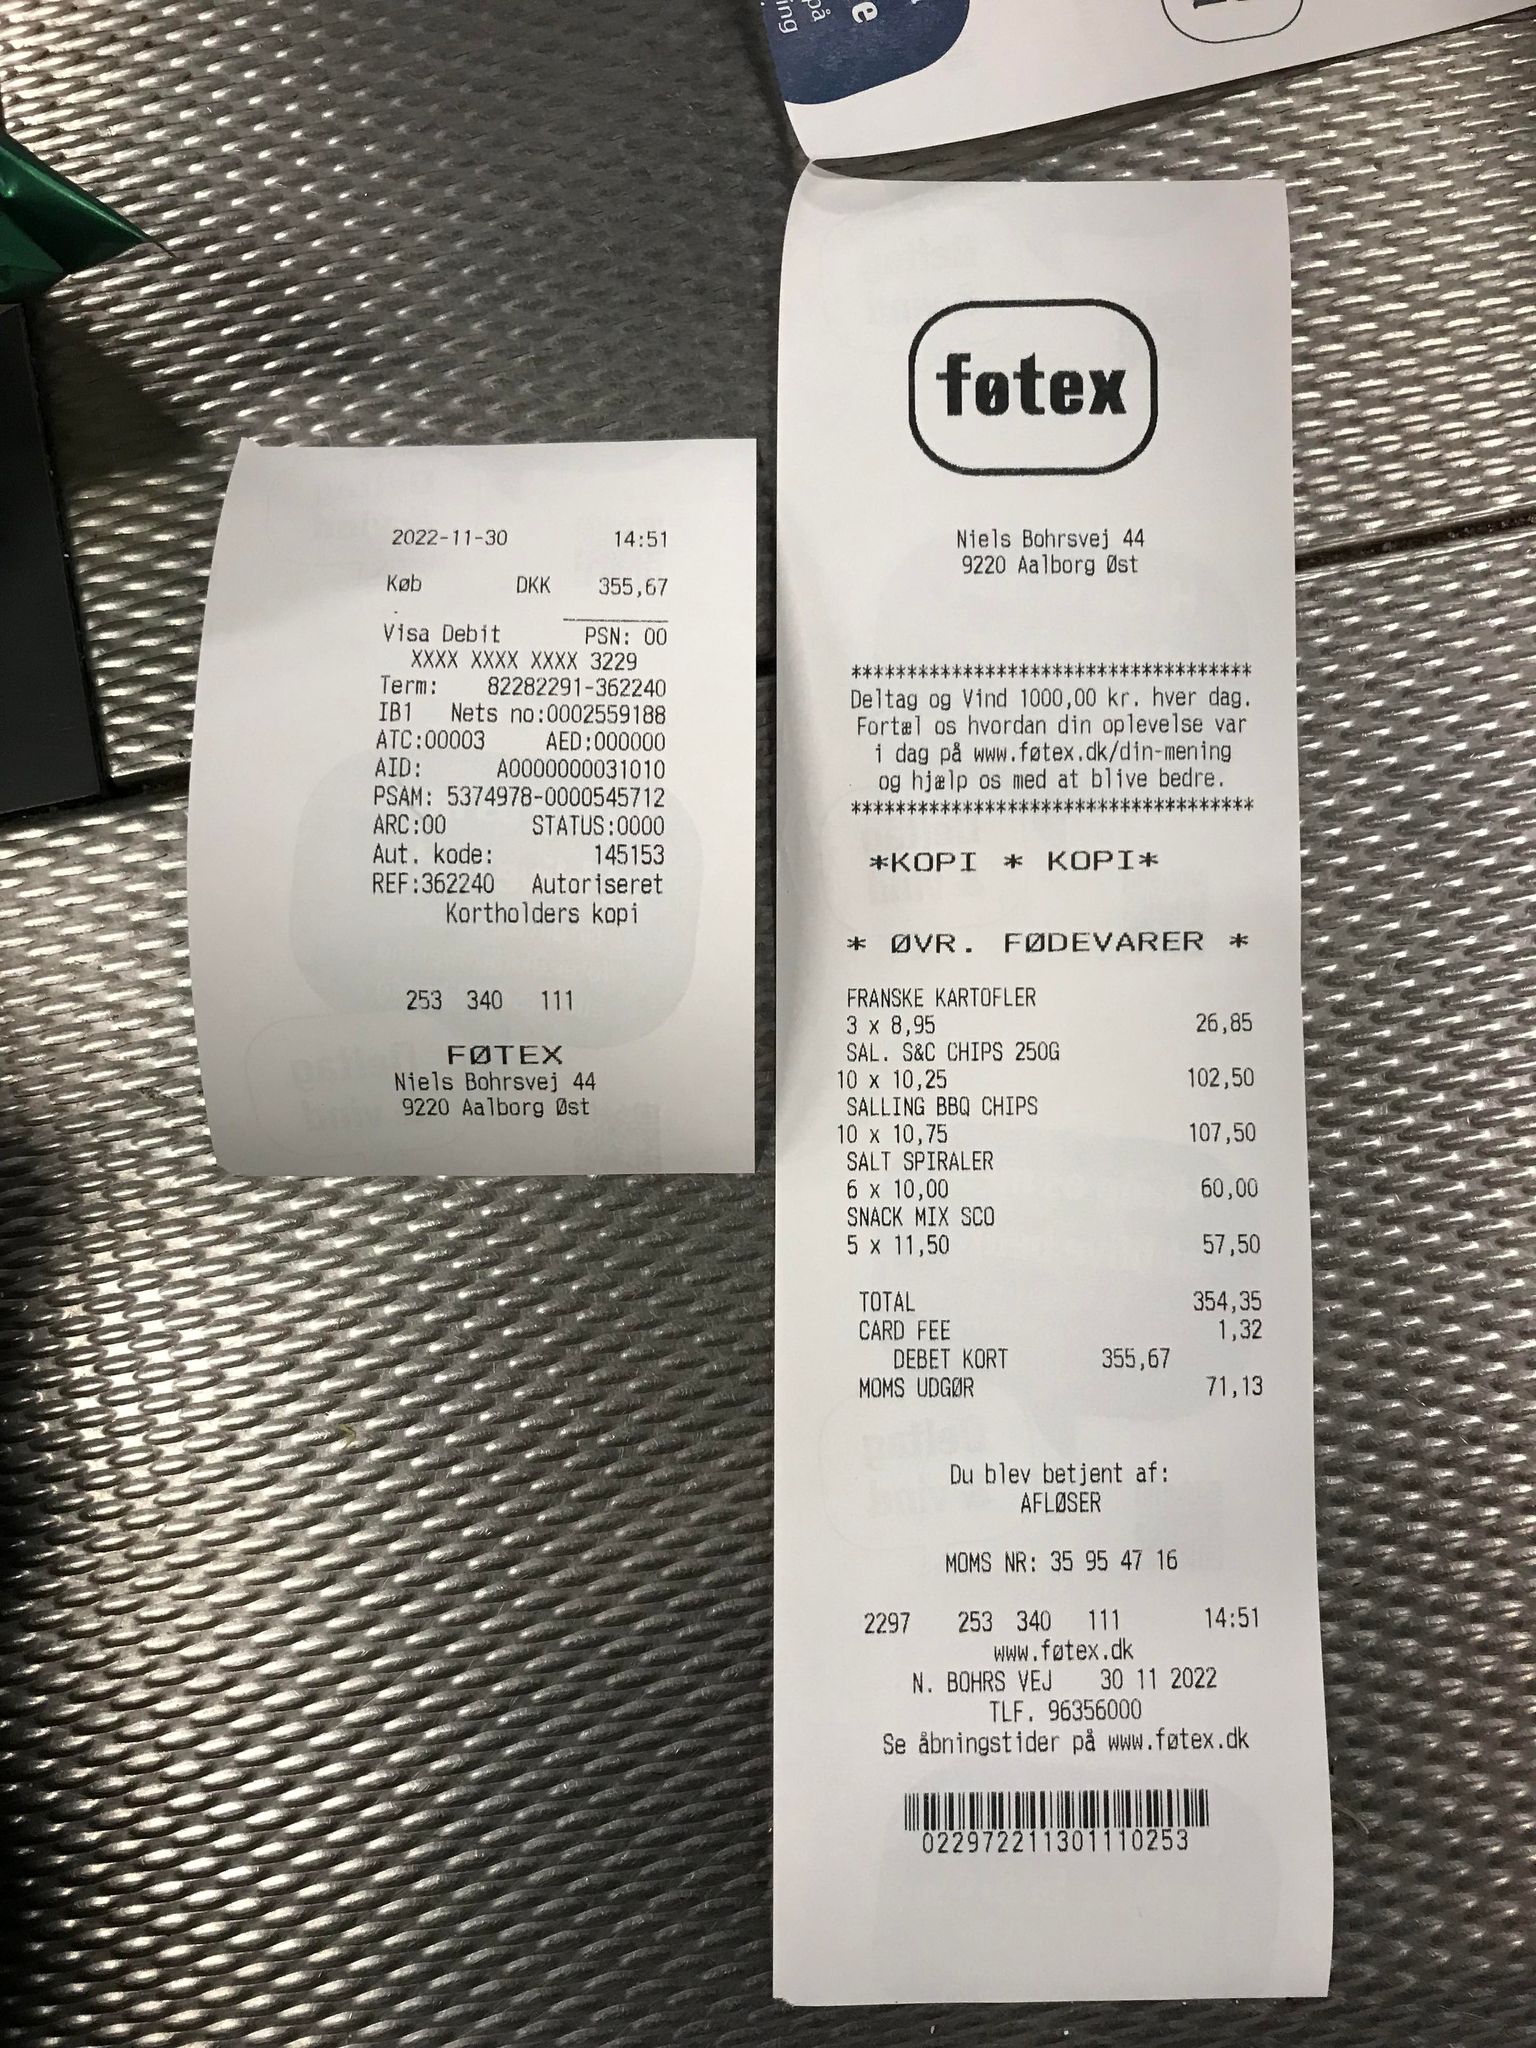 ing
på
e
2022-11-30 14:51
Køb DKK 355,67
Visa Debit PSN: 00
XXXX XXXX XXXX 3229
Term: 82282291-362240
IB1 Nets no:0002559188
ATC:00003 AED:000000
AID: A0000000031010
PSAM: 5374978-0000545712
ARC:00 STATUS:0000
Aut. kode: 145153
REF:362240 Autoriseret
Kortholders kopi
253 340 111
FØTEX
Niels Bohrsvej 44
9220 Aalborg Øst
føtex
Niels Bohrsvej 44
9220 Aalborg Øst
************************************
Deltag og Vind 1000,00 kr. hver dag.
Fortæl os hvordan din oplevelse var
i dag på www.føtex.dk/din-mening
og hjælp os med at blive bedre.
************************************
*KOPI * KOPI*
* ØVR. FØDEVARER *
FRANSKE KARTOFLER
3 x 8,95 26,85
SAL. S&C CHIPS 250G
10 x 10,25 102,50
SALLING BBQ CHIPS
10 x 10,75 107,50
SALT SPIRALER
6 x 10,00 60,00
SNACK MIX SCO
5 x 11,50 57,50
TOTAL 354,35
CARD FEE 1,32
DEBET KORT 355,67
MOMS UDGØR 71,13
Du blev betjent af:
AFLØSER
MOMS NR: 35 95 47 16
2297 253 340 111 14:51
www.føtex.dk
N. BOHRS VEJ 30 11 2022
TLF. 96356000
Se åbningstider på www.føtex.dk
022972211301110253